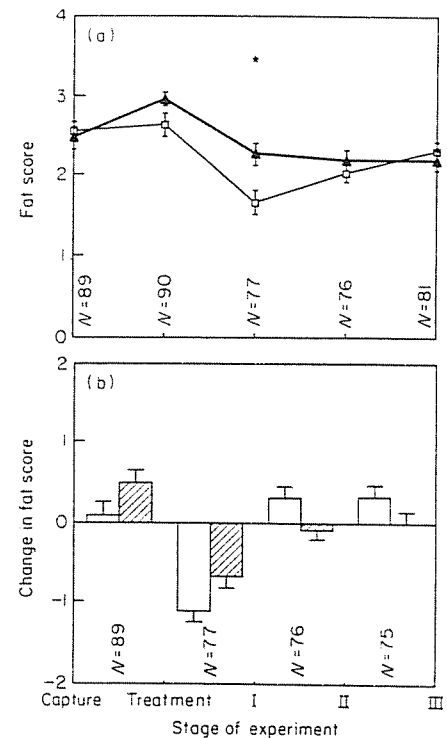 4
(a)
*
3
Fat score
2
1
0
N=89
N=90
N=77
N=76
N=81
2
(b)
1
Change in fat score
0
-1
-2
N=89
N=77
N=76
N=75
Capture Treatment I II III
Stage of experiment